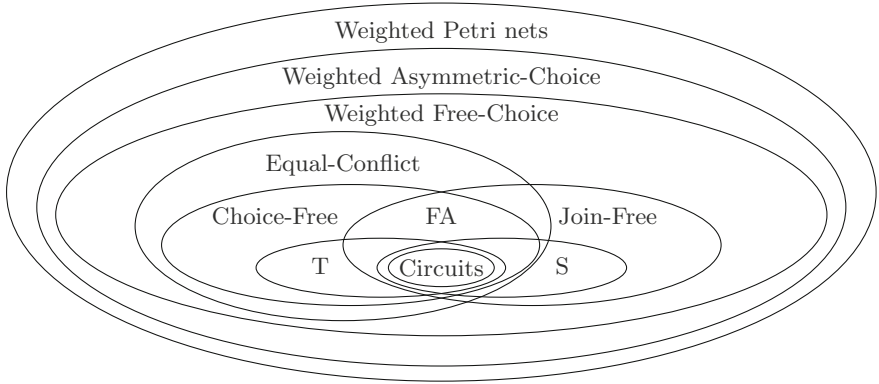 Weighted Petri nets
Weighted Asymmetric-Choice
Weighted Free-Choice
Equal-Conflict
Choice-Free
FA
Join-Free
T
Circuits
S